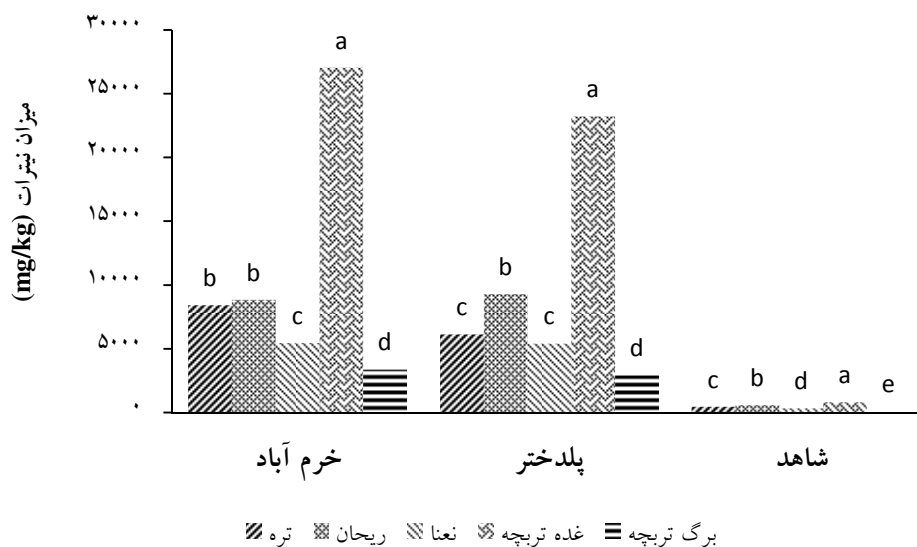 میزان نیترات (mg/kg)
۳۰۰۰۰
۲۵۰۰۰
۲۰۰۰۰
۱۵۰۰۰
۱۰۰۰۰
۵۰۰۰
۰
b b c a d
b b c a d
c b d a e
خرم آباد
پلدختر
شاهد
تره ریحان نعنا غده تربچه برگ تربچه